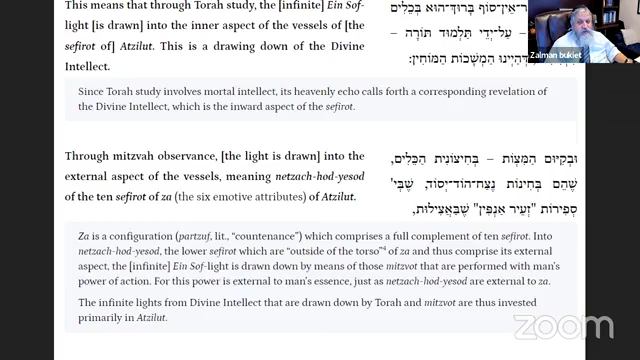 This means that through Torah study, the [infinite] Ein Sof-
light [is drawn] into the inner aspect of the vessels of [the
sefirot of] Atzilut. This is a drawing down of the Divine
Intellect.
Since Torah study involves mortal intellect, its heavenly echo calls forth a corresponding revelation of
the Divine Intellect, which is the inward aspect of the sefirot.
Through mitzvah observance, [the light is drawn] into the
external aspect of the vessels, meaning netzach-hod-yesod
of the ten sefirot of za (the six emotive attributes) of Atzilut.
Za is a configuration (partzuf, lit., “countenance”) which comprises a full complement of ten sefirot. Into
netzach-hod-yesod, the lower sefirot which are “outside of the torso”⁴ of za and thus comprise its external
aspect, the [infinite] Ein Sof-light is drawn down by means of those mitzvot that are performed with man's
power of action. For this power is external to man's essence, just as netzach-hod-yesod are external to za.
The infinite lights from Divine Intellect that are drawn down by Torah and mitzvot are thus invested
primarily in Atzilut.
אֵין־סוֹף בָּרוּךְ־הוּא בְּכֵלִים
– עַל־יְדֵי תַּלְמוּד תּוֹרָה –
הַמְשָׁכוֹת הַמּוֹחִין:
וּבְקִיּוּם הַמִּצְוֹת – בְּחִיצוֹנִית הַכֵּלִים,
שֶׁהֵם בְּחִינוֹת נֶצַח־הוֹד־יְסוֹד, שֶׁבְּי'
סְפִירוֹת "זְעֵיר אַנְפִּין" שֶׁבַּאֲצִילוּת,
Zalman bukiet
zoom